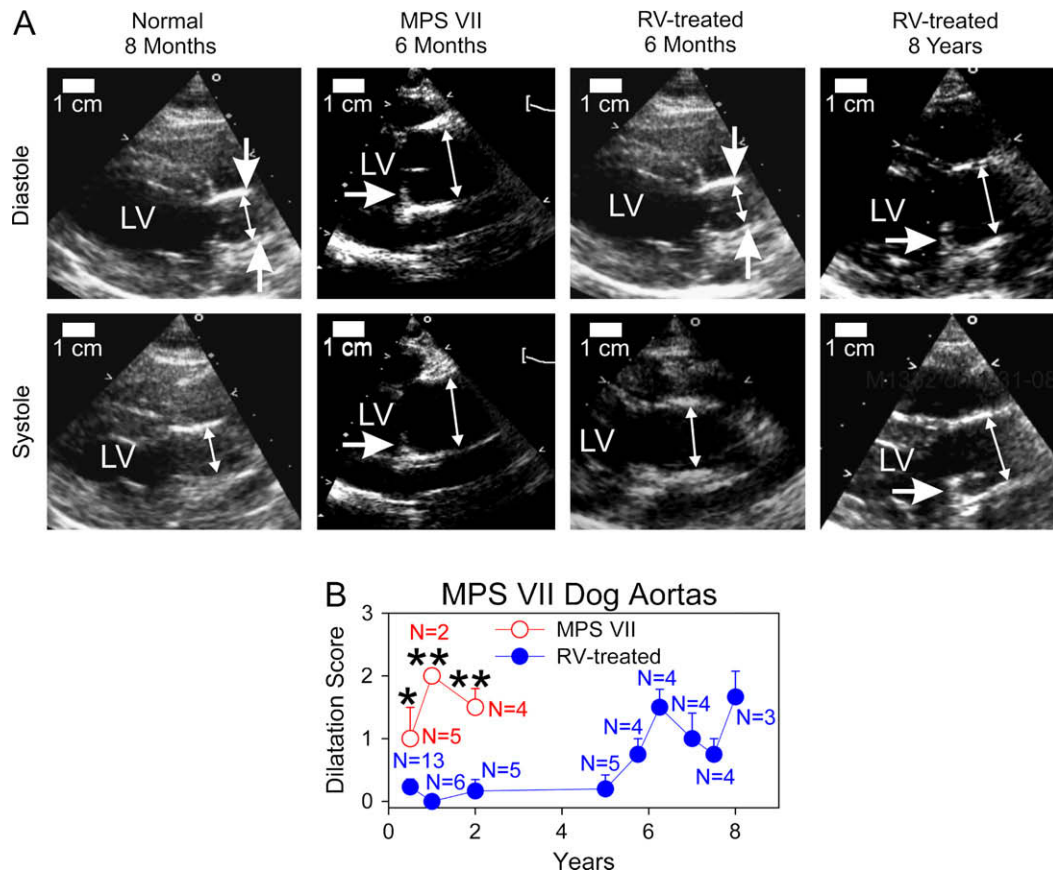 A
Normal
8 Months
MPS VII
6 Months
RV-treated
6 Months
RV-treated
8 Years
Diastole
1 cm
LV
1 cm
LV
1 cm
LV
1 cm
LV
Systole
1 cm
LV
1 cm
LV
1 cm
LV
1 cm
LV
B
MPS VII Dog Aortas
Dilatation Score
3
2
1
0
MPS VII
RV-treated
N=2
**
*
**
N=5
N=4
N=13
N=6
N=5
N=5
N=4
N=4
N=4
N=4
N=3
0
2
4
6
8
Years